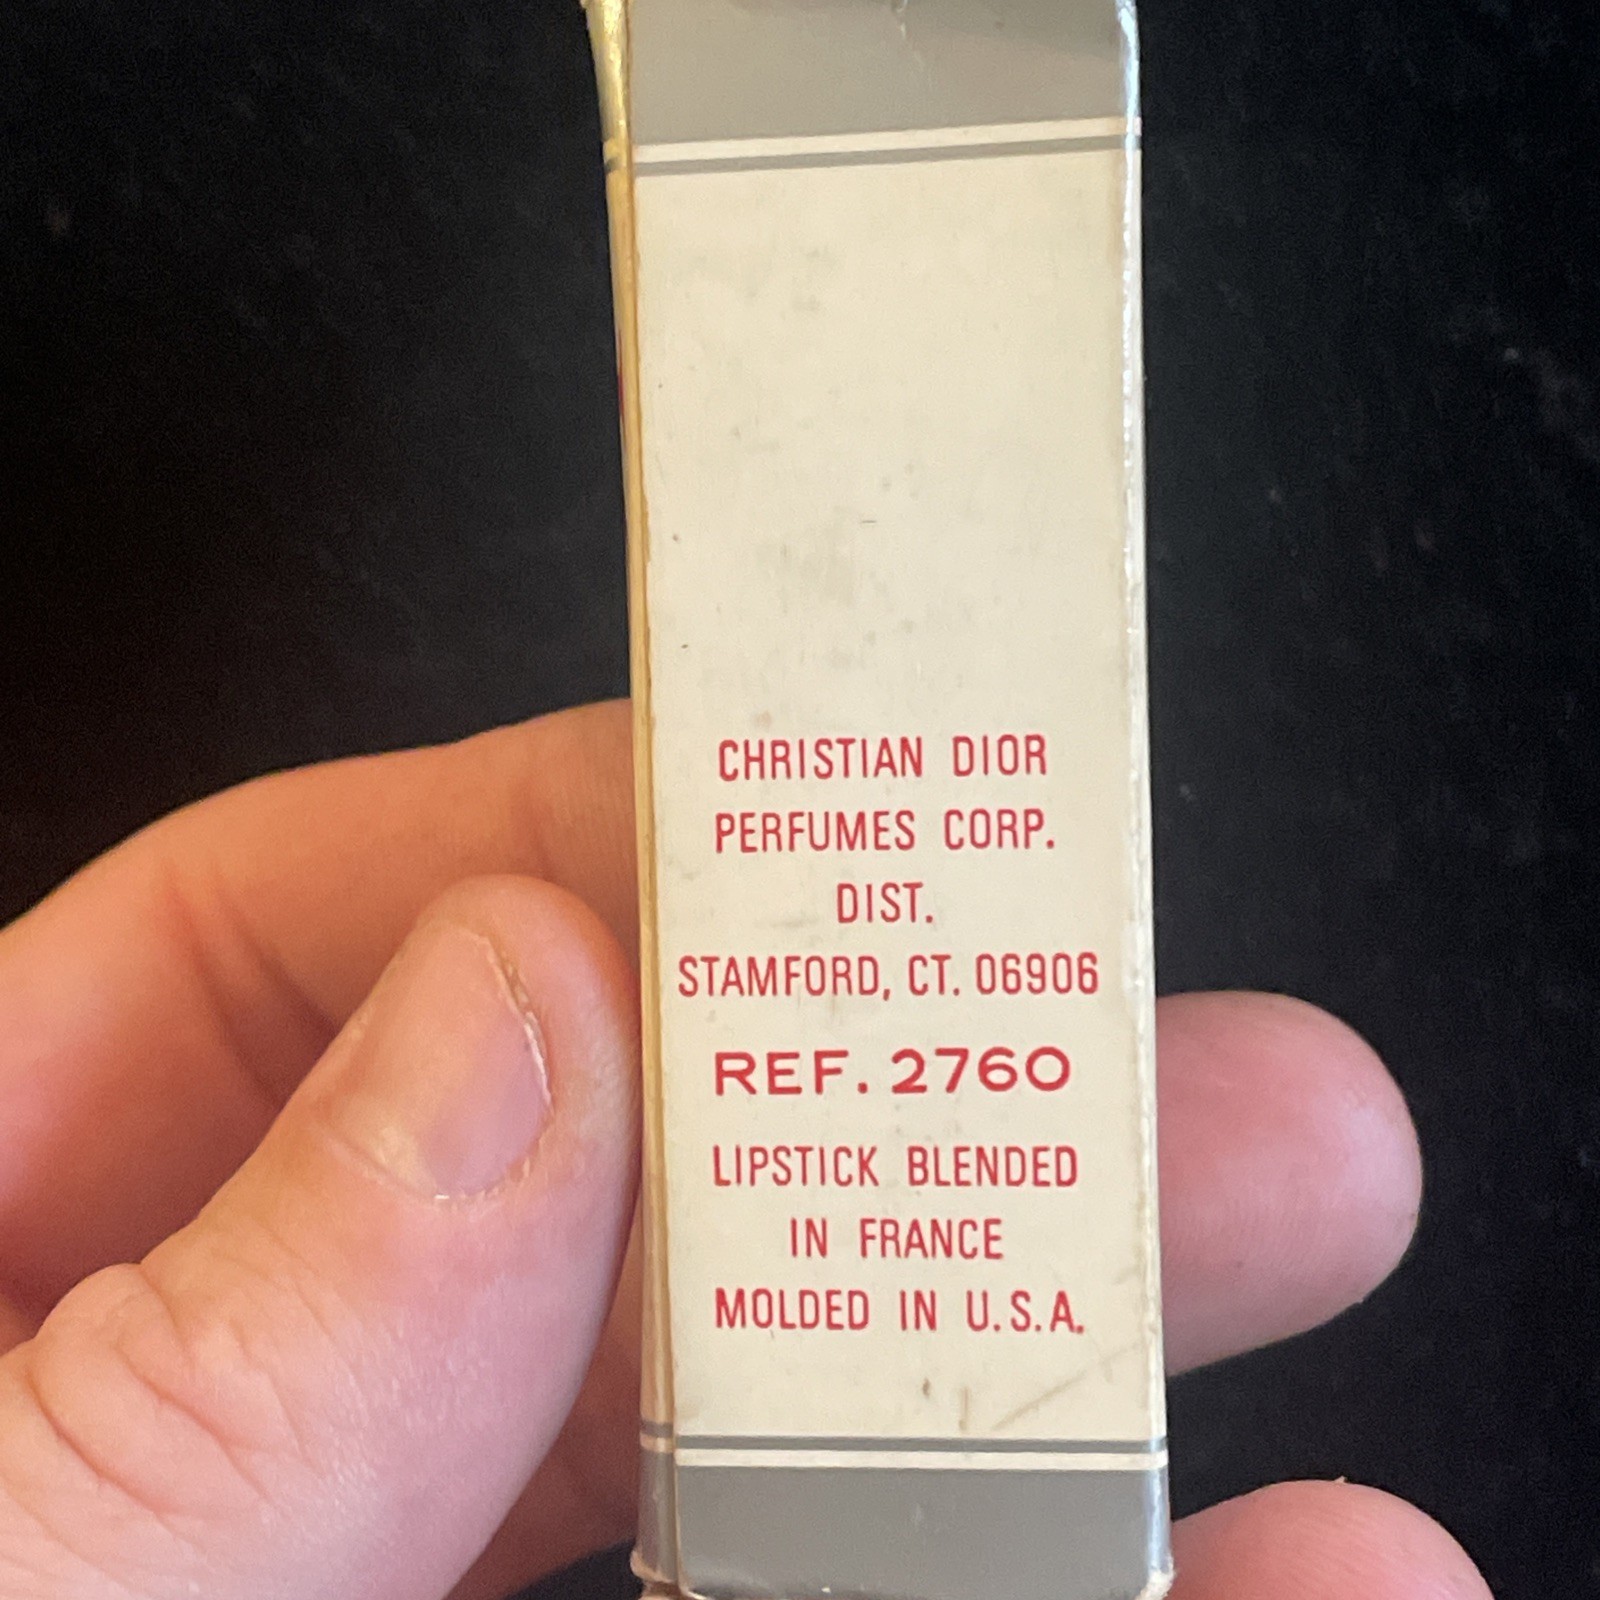 CHRISTIAN DIOR
PERFUMES CORP.
DIST.
STAMFORD, CT. 06906
REF. 2760
LIPSTICK BLENDED
IN FRANCE
MOLDED IN U.S.A.